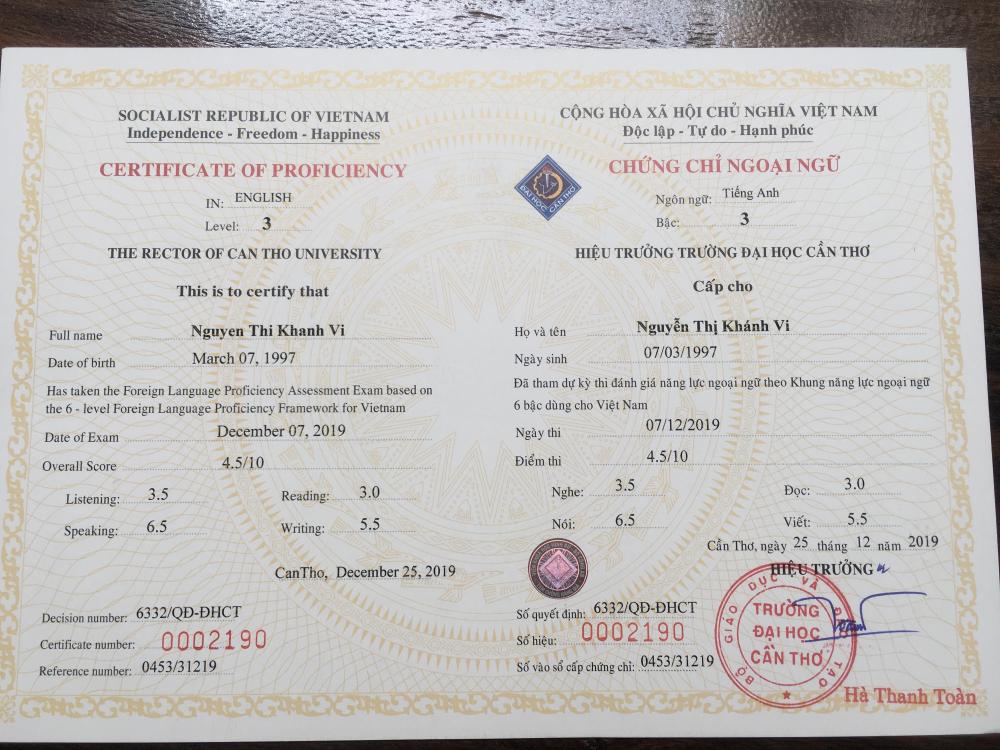 SOCIALIST REPUBLIC OF VIETNAM
Independence - Freedom - Happiness
CERTIFICATE OF PROFICIENCY
IN: ENGLISH
Level: 3
THE RECTOR OF CAN THO UNIVERSITY
This is to certify that
Full name Nguyen Thi Khanh Vi
Date of birth March 07, 1997
Has taken the Foreign Language Proficiency Assessment Exam based on
the 6 - level Foreign Language Proficiency Framework for Vietnam
Date of Exam December 07, 2019
Overall Score 4.5/10
Listening: 3.5 Reading: 3.0
Speaking: 6.5 Writing: 5.5
CanTho, December 25, 2019
Decision number: 6332/QĐ-ĐHCT
Certificate number: 0002190
Reference number: 0453/31219
ĐẠI HỌC CẦN THƠ
CỘNG HÒA XÃ HỘI CHỦ NGHĨA VIỆT NAM
Độc lập - Tự do - Hạnh phúc
CHỨNG CHỈ NGOẠI NGỮ
Ngôn ngữ: Tiếng Anh
Bậc: 3
HIỆU TRƯỞNG TRƯỜNG ĐẠI HỌC CẦN THƠ
Cấp cho
Họ và tên Nguyễn Thị Khánh Vi
Ngày sinh 07/03/1997
Đã tham dự kỳ thi đánh giá năng lực ngoại ngữ theo Khung năng lực ngoại ngữ
6 bậc dùng cho Việt Nam
Ngày thi 07/12/2019
Điểm thi 4.5/10
Nghe: 3.5 Đọc: 3.0
Nói: 6.5 Viết: 5.5
Cần Thơ, ngày 25 tháng 12 năm 2019
HIỆU TRƯỞNG
Số quyết định: 6332/QĐ-ĐHCT
Số hiệu: 0002190
Số vào sổ cấp chứng chỉ: 0453/31219
BỘ GIÁO DỤC VÀ ĐÀO TẠO
TRƯỜNG
ĐẠI HỌC
CẦN THƠ
Hà Thanh Toàn